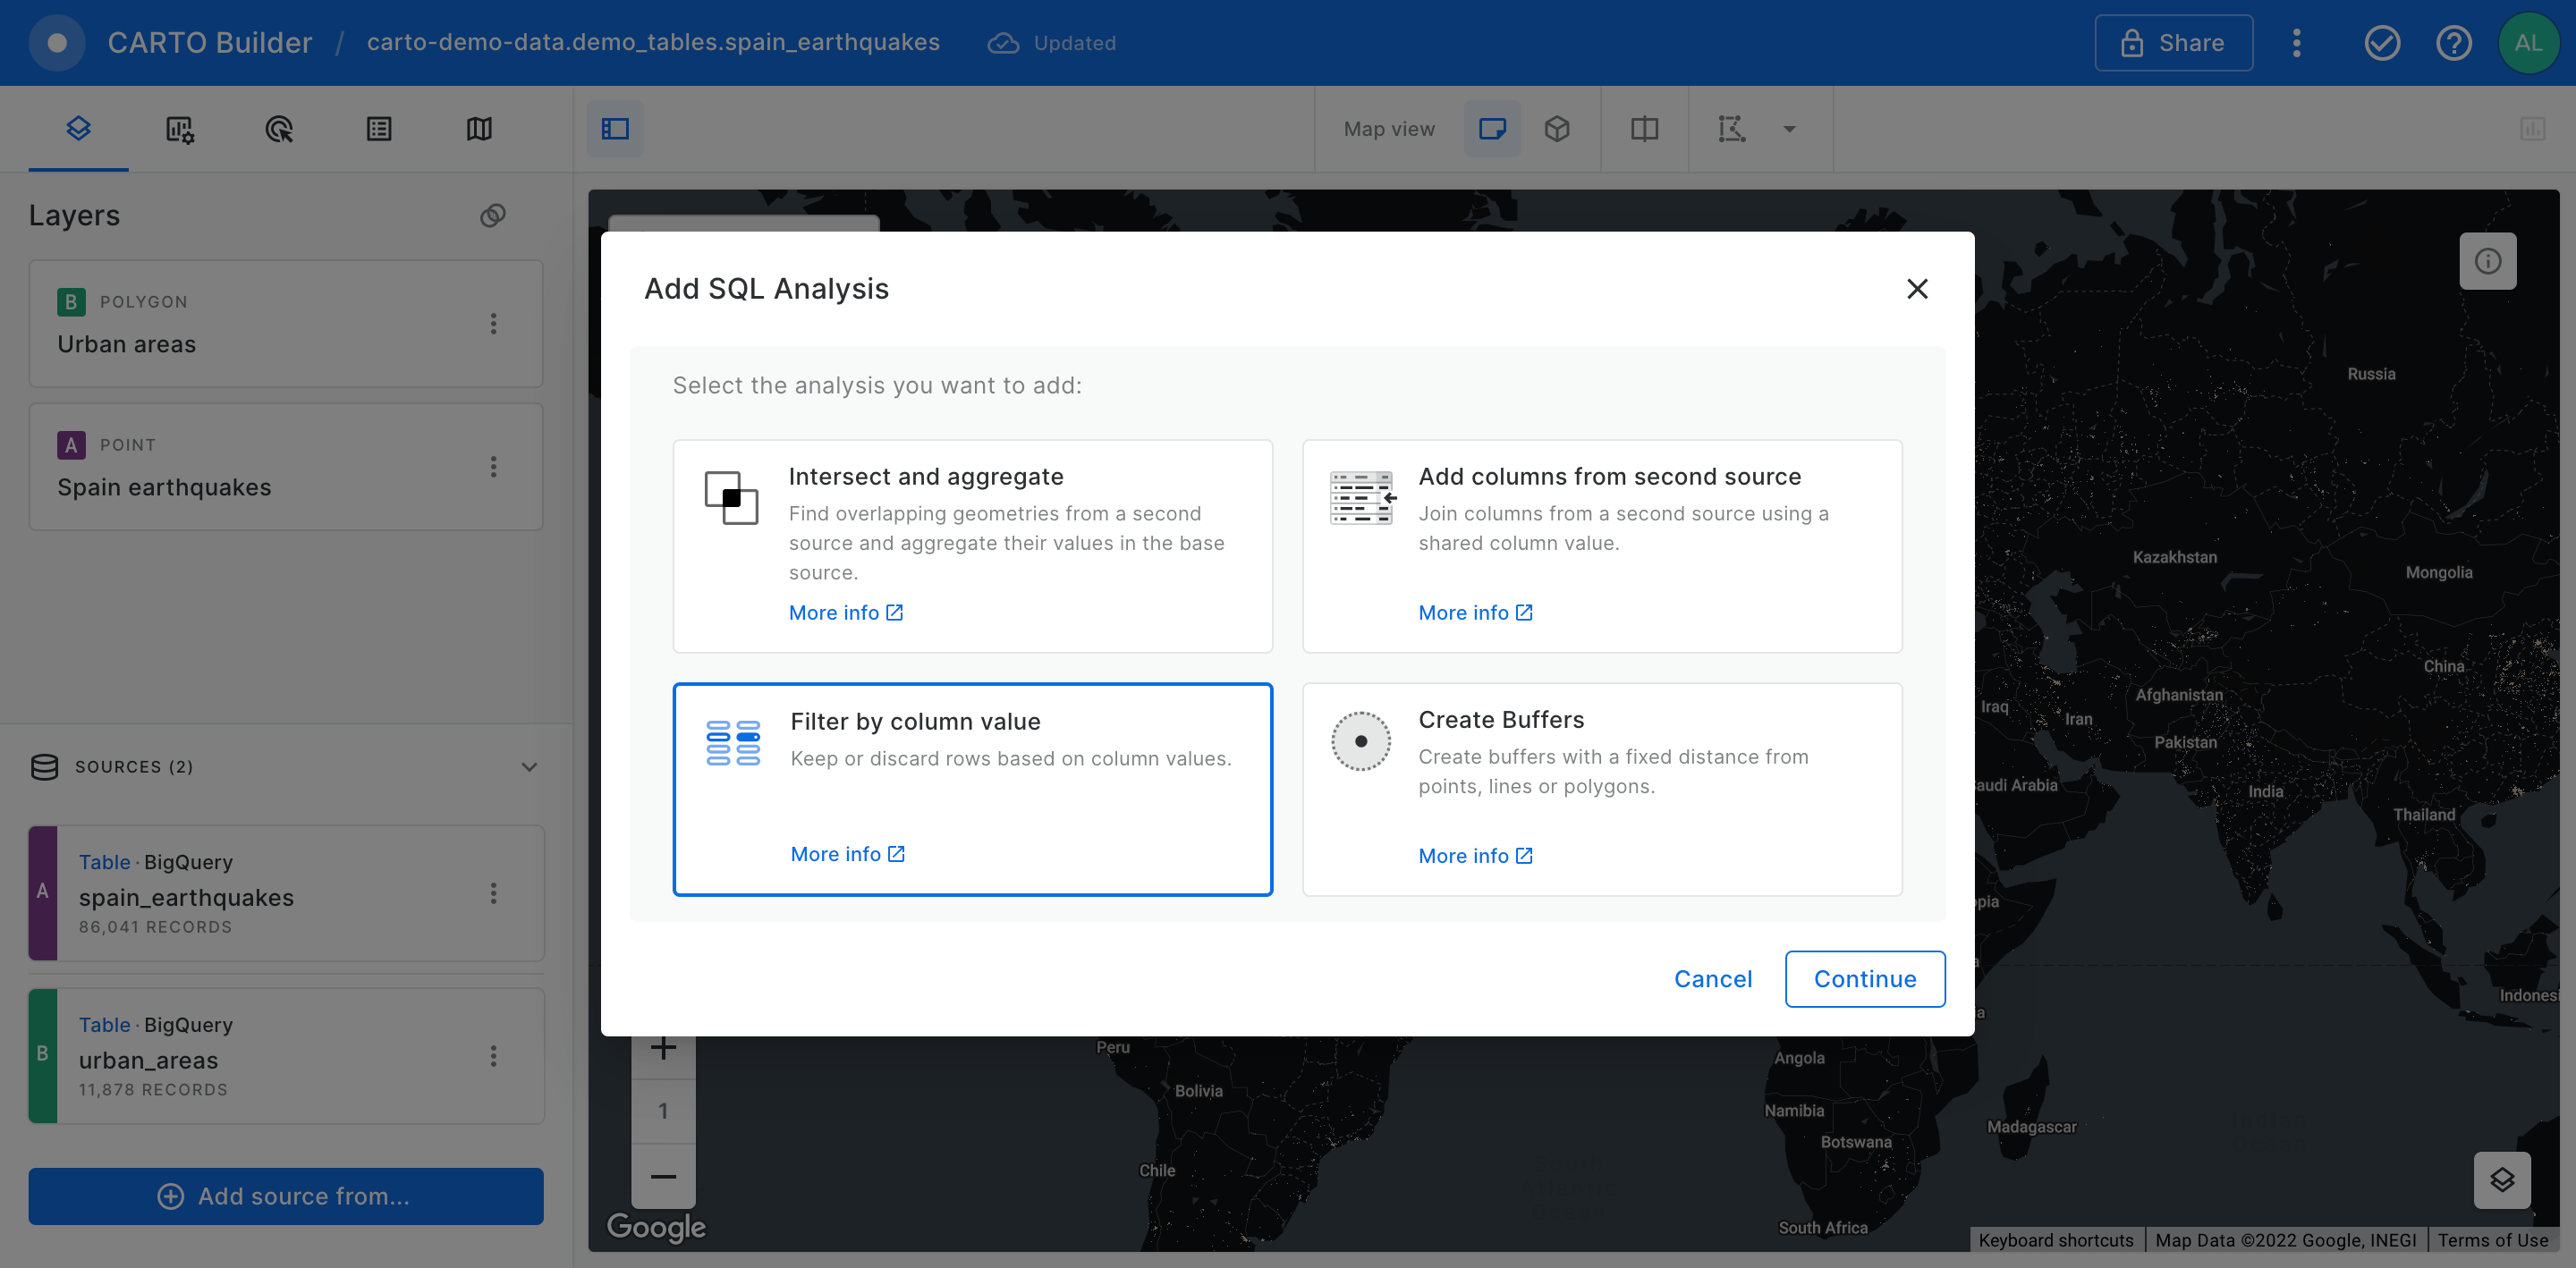 CARTO Builder / carto-demo-data.demo_tables.spain_earthquakes Updated
Share
AL
Map view
Layers
B POLYGON
Urban areas
A POINT
Spain earthquakes
SOURCES (2)
A
Table · BigQuery
spain_earthquakes
86,041 RECORDS
B
Table · BigQuery
urban_areas
11,878 RECORDS
Add source from...
Add SQL Analysis
Select the analysis you want to add:
Intersect and aggregate
Find overlapping geometries from a second
source and aggregate their values in the base
source.
More info
Add columns from second source
Join columns from a second source using a
shared column value.
More info
Filter by column value
Keep or discard rows based on column values.
More info
Create Buffers
Create buffers with a fixed distance from
points, lines or polygons.
More info
Cancel
Continue
Russia
Kazakhstan
Mongolia
China
Afghanistan
Iraq
Iran
Pakistan
audi Arabia
India
Thailand
pia
Indonesi
a
Peru
Bolivia
Chile
Angola
Namibia
Botswana
Madagascar
South Africa
1
Google
Keyboard shortcuts
Map Data ©2022 Google, INEGI
Terms of Use